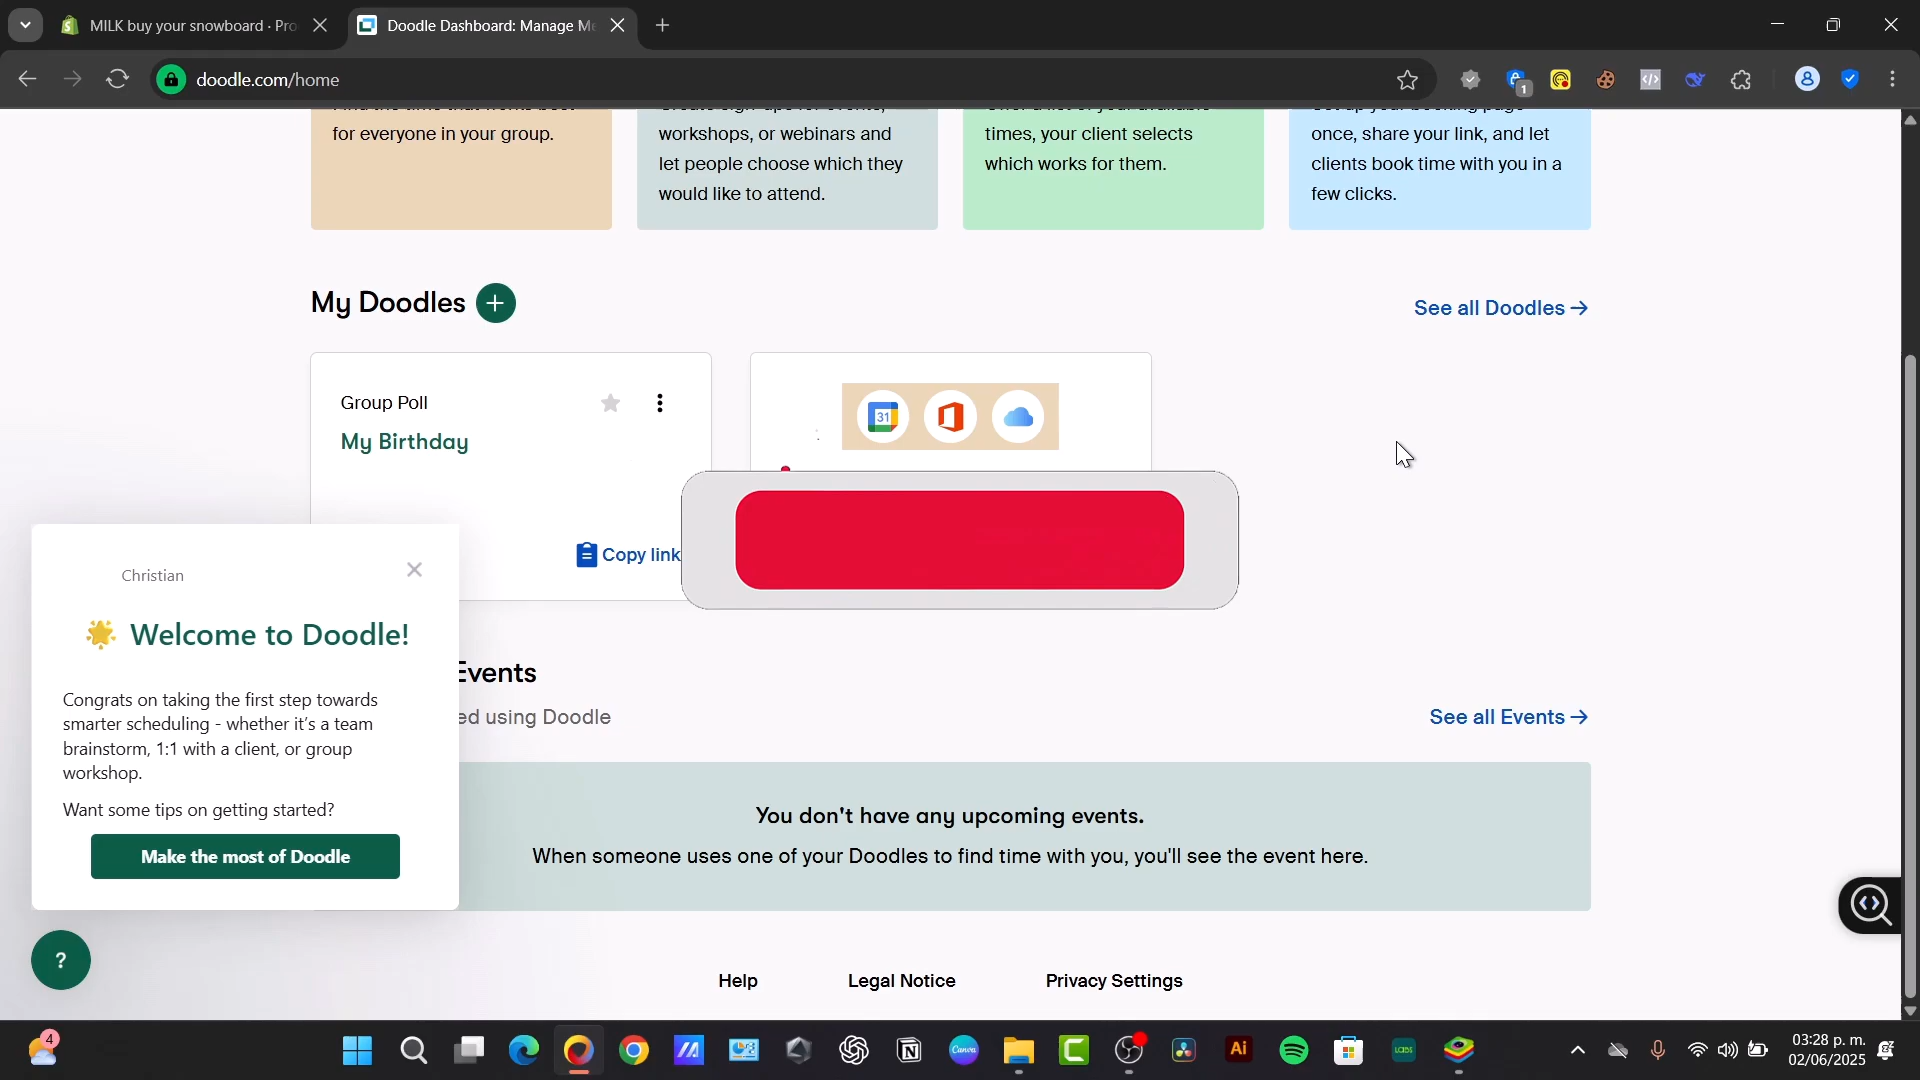 MILK buy your snowboard · Pro
Doodle Dashboard: Manage Me
doodle.com/home
1
for everyone in your group.
workshops, or webinars and
let people choose which they
would like to attend.
times, your client selects
which works for them.
once, share your link, and let
clients book time with you in a
few clicks.
My Doodles
See all Doodles
Group Poll
My Birthday
31
Copy link
Christian
Welcome to Doodle!
Congrats on taking the first step towards
smarter scheduling - whether it's a team
brainstorm, 1:1 with a client, or group
workshop.
Want some tips on getting started?
Make the most of Doodle
Events
ed using Doodle
See all Events
You don't have any upcoming events.
When someone uses one of your Doodles to find time with you, you'll see the event here.
?
Help
Legal Notice
Privacy Settings
4
Canva
Ai
LABS
03:28 p. m.
02/06/2025